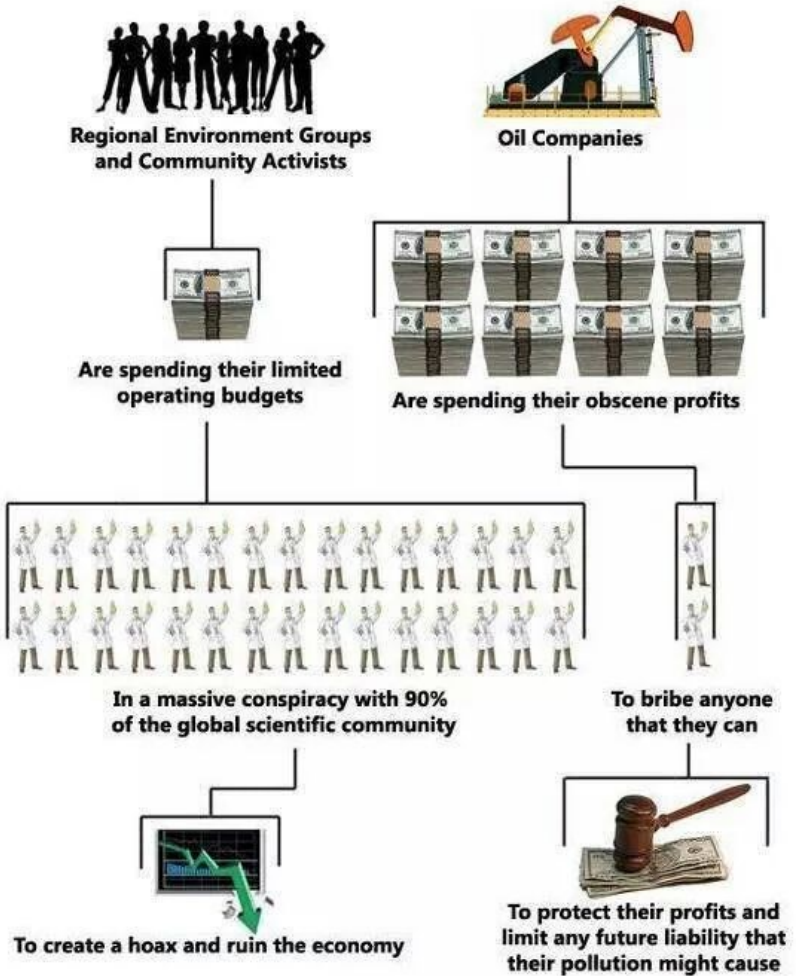 Regional Environment Groups
and Community Activists
Oil Companies
Are spending their limited
operating budgets
Are spending their obscene profits
In a massive conspiracy with 90%
of the global scientific community
To bribe anyone
that they can
To create a hoax and ruin the economy
To protect their profits and
limit any future liability that
their pollution might cause